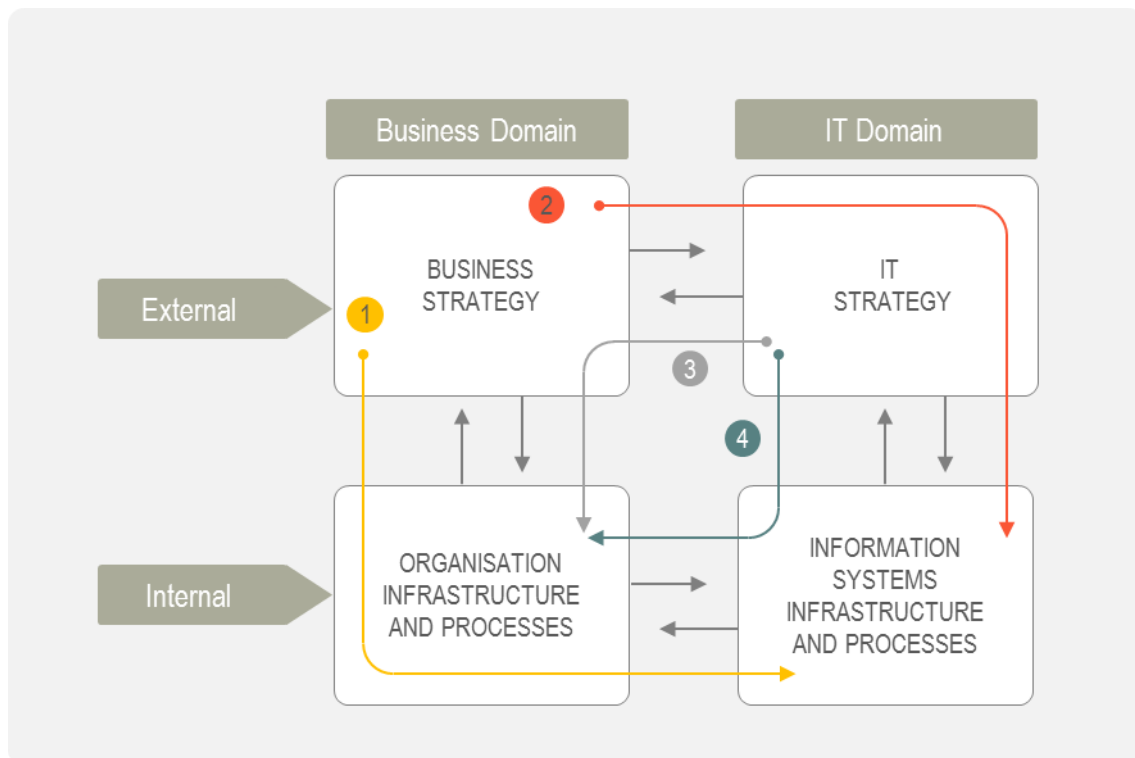 Business Domain
IT Domain
2
BUSINESS
STRATEGY
IT
STRATEGY
External
1
3
4
ORGANISATION
INFRASTRUCTURE
AND PROCESSES
INFORMATION
SYSTEMS
INFRASTRUCTURE
AND PROCESSES
Internal